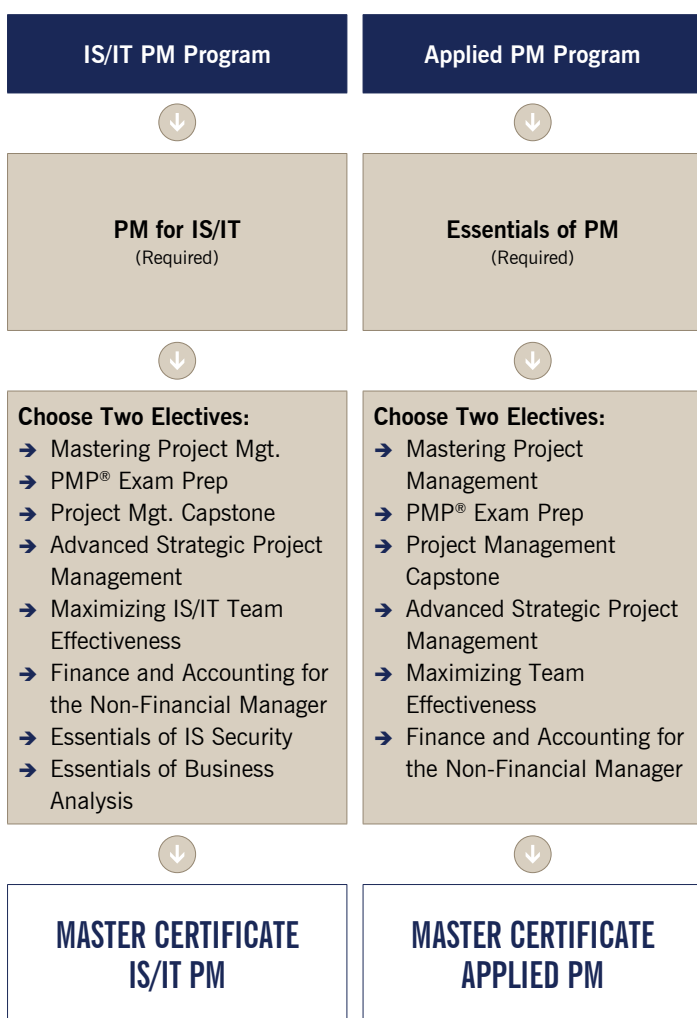 IS/IT PM Program
PM for IS/IT
(Required)
Choose Two Electives:
➔ Mastering Project Mgt.
➔ PMP® Exam Prep
➔ Project Mgt. Capstone
➔ Advanced Strategic Project
Management
➔ Maximizing IS/IT Team
Effectiveness
➔ Finance and Accounting for
the Non-Financial Manager
➔ Essentials of IS Security
➔ Essentials of Business
Analysis
MASTER CERTIFICATE
IS/IT PM
Applied PM Program
Essentials of PM
(Required)
Choose Two Electives:
➔ Mastering Project
Management
➔ PMP® Exam Prep
➔ Project Management
Capstone
➔ Advanced Strategic Project
Management
➔ Maximizing Team
Effectiveness
➔ Finance and Accounting for
the Non-Financial Manager
MASTER CERTIFICATE
APPLIED PM